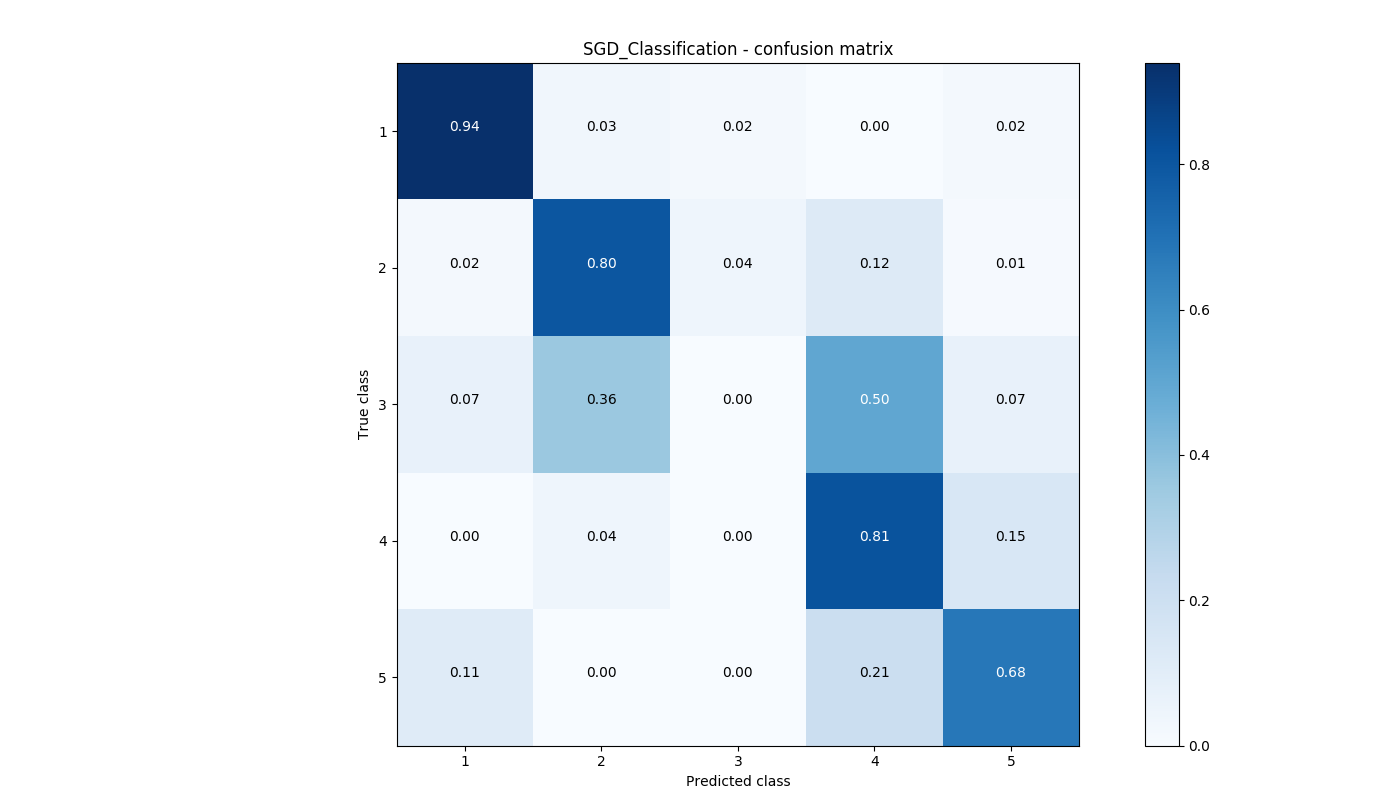 SGD_Classification - confusion matrix
1 0.94 0.03 0.02 0.00 0.02
2 0.02 0.80 0.04 0.12 0.01
3 0.07 0.36 0.00 0.50 0.07
4 0.00 0.04 0.00 0.81 0.15
5 0.11 0.00 0.00 0.21 0.68
1 2 3 4 5
Predicted class
True class
0.8
0.6
0.4
0.2
0.0